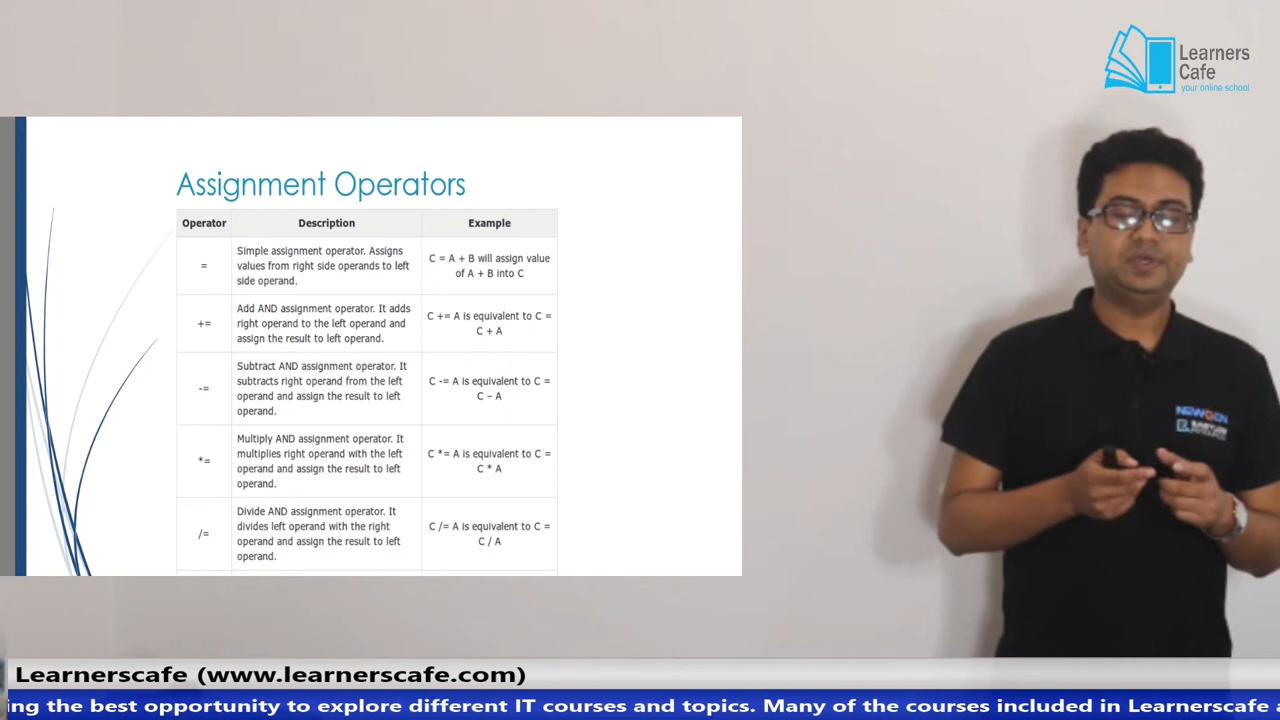 Learners
Cafe
your online school
Assignment Operators
Operator Description Example
=
Simple assignment operator. Assigns
values from right side operands to left
side operand.
C = A + B will assign value
of A + B into C
+=
Add AND assignment operator. It adds
right operand to the left operand and
assign the result to left operand.
C += A is equivalent to C =
C + A
-=
Subtract AND assignment operator. It
subtracts right operand from the left
operand and assign the result to left
operand.
C -= A is equivalent to C =
C – A
*=
Multiply AND assignment operator. It
multiplies right operand with the left
operand and assign the result to left
operand.
C *= A is equivalent to C =
C * A
/=
Divide AND assignment operator. It
divides left operand with the right
operand and assign the result to left
operand.
C /= A is equivalent to C =
C / A
NEWGEN
Learnerscafe (www.learnerscafe.com)
ing the best opportunity to explore different IT courses and topics. Many of the courses included in Learnerscafe a